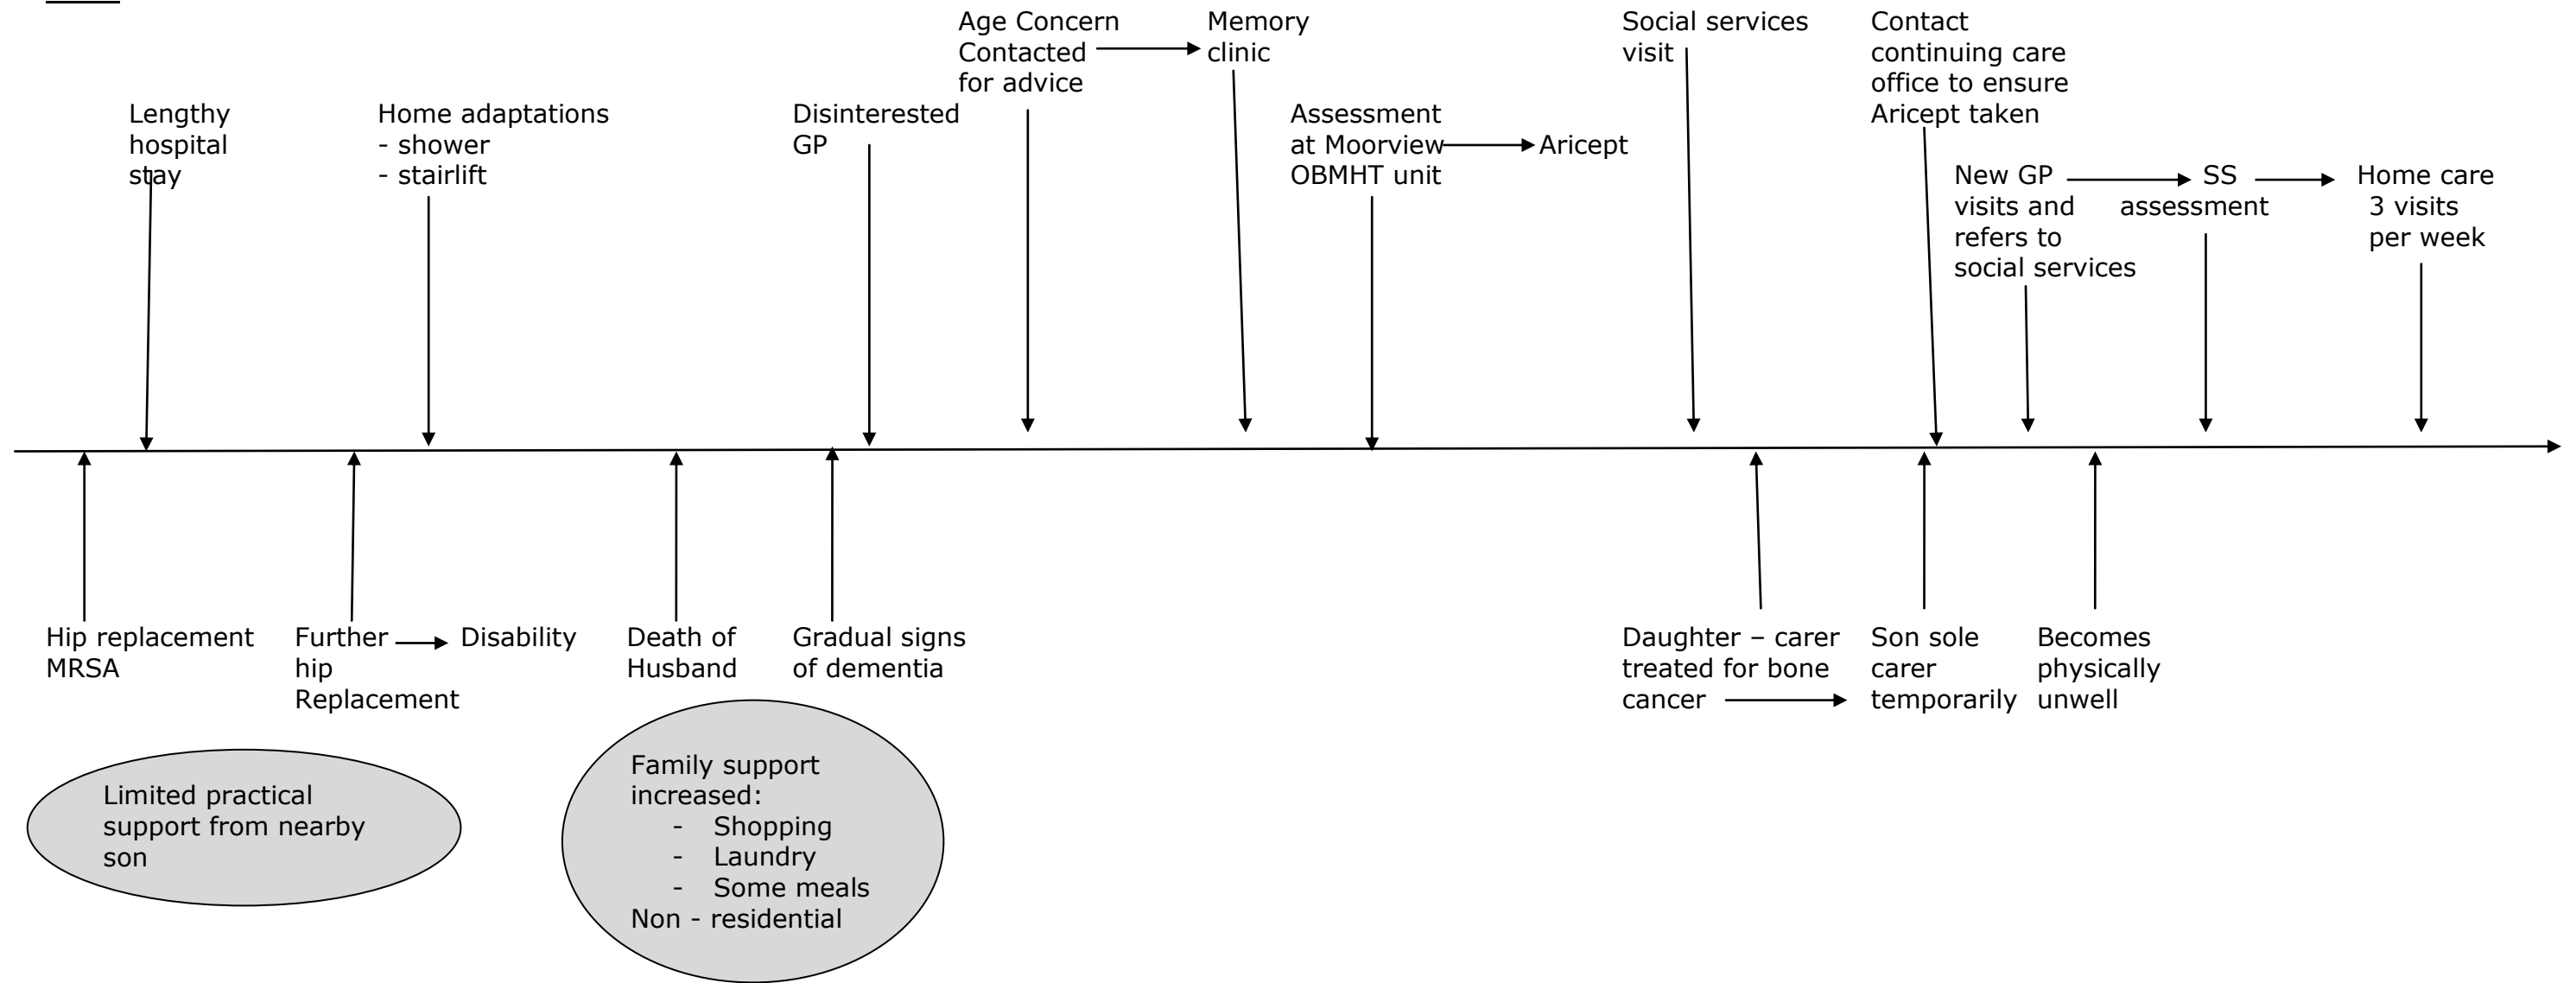 Age Concern
Contacted
for advice
Memory
clinic
Social services
visit
Contact
continuing care
office to ensure
Aricept taken
Lengthy
hospital
stay
Home adaptations
- shower
- stairlift
Disinterested
GP
Assessment
at Moorview
OBMHT unit
Aricept
New GP
visits and
refers to
social services
SS
assessment
Home care
3 visits
per week
Hip replacement
MRSA
Further
hip
Replacement
Disability
Death of
Husband
Gradual signs
of dementia
Daughter – carer
treated for bone
cancer
Son sole
carer
temporarily
Becomes
physically
unwell
Limited practical
support from nearby
son
Family support
increased:
- Shopping
- Laundry
- Some meals
Non - residential